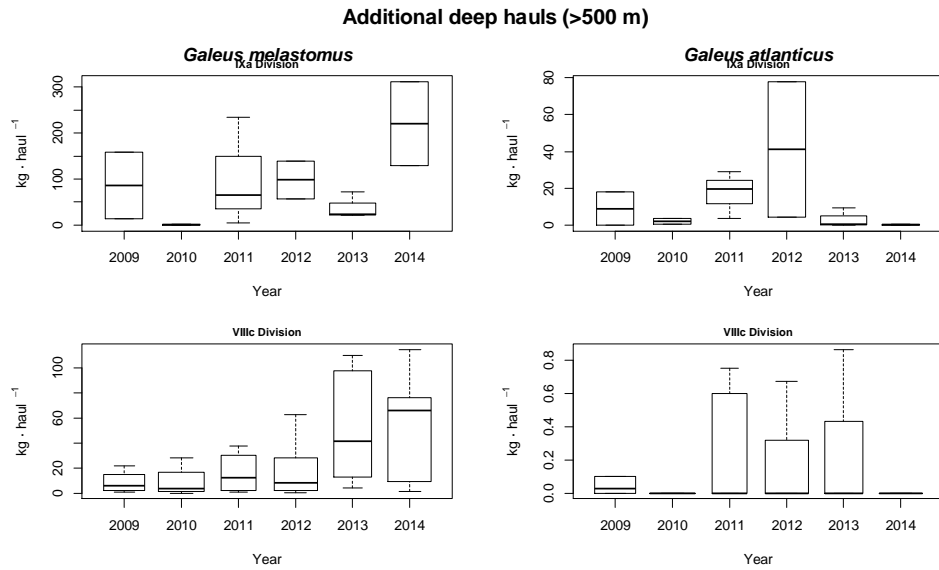 Additional deep hauls (>500 m)
Galeus melastomus
IXa Division
kg · haul ⁻¹
300
200
100
0
2009 2010 2011 2012 2013 2014
Year
Galeus atlanticus
IXa Division
kg · haul ⁻¹
80
60
40
20
0
2009 2010 2011 2012 2013 2014
Year
VIIIc Division
kg · haul ⁻¹
100
60
20
0
2009 2010 2011 2012 2013 2014
Year
VIIIc Division
kg · haul ⁻¹
0.8
0.6
0.4
0.2
0.0
2009 2010 2011 2012 2013 2014
Year